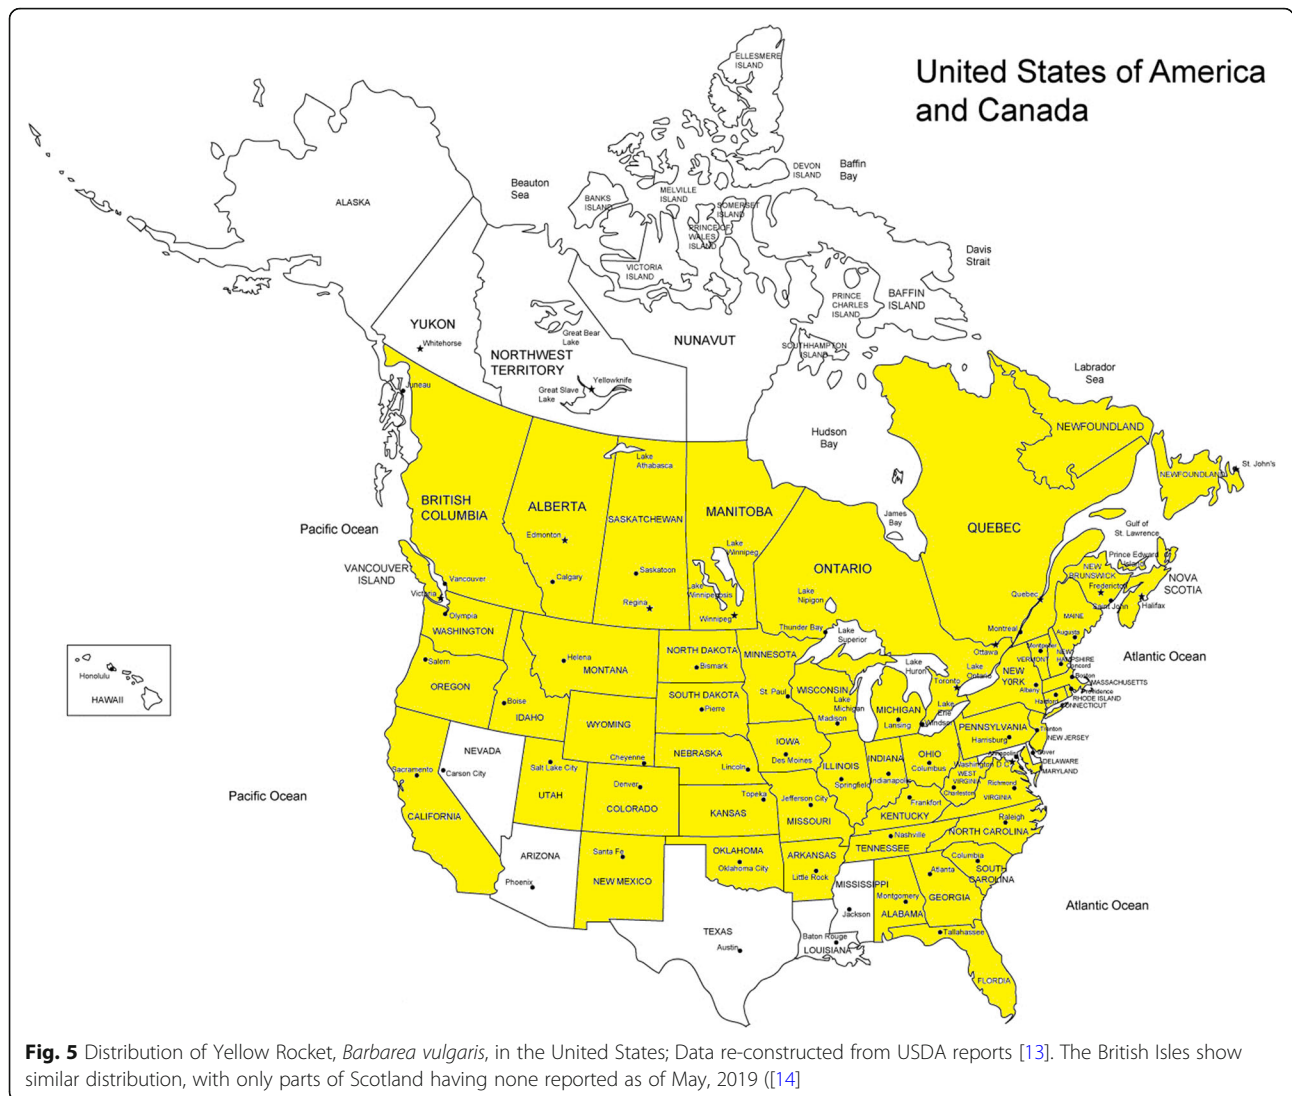 United States of America
and Canada
ELLESMERE
ISLAND
DEVON
ISLAND
Baffin
Bay
Beauton
Sea
BANKS
ISLAND
MELVILLE
ISLAND
SOMERSET
ISLAND
PRINCE OF
WALES
ISLAND
ALASKA
Davis
Strait
VICTORIA
ISLAND
PRINCE
CHARLES
ISLAND
BAFFIN
ISLAND
YUKON
Whitehorse
Great Bear
Lake
NORTHWEST
TERRITORY
NUNAVUT
SOUTHHAMPTON
ISLAND
Labrador
Sea
Juneau
Great Slave
Lake
Yellowknife
Hudson
Bay
NEWFOUNDLAND
Lake
Athabasca
NEWFOUNDLAND
St. John's
BRITISH
COLUMBIA
ALBERTA
SASKATCHEWAN
MANITOBA
James
Bay
QUEBEC
Gulf of
St. Lawrence
Pacific Ocean
Edmonton
Lake
Winnipeg
Prince Edward
Island
VANCOUVER
ISLAND
Vancouver
Calgary
Saskatoon
ONTARIO
NEW
BRUNSWICK
Fredericton
NOVA
SCOTIA
Victoria
Regina
Lake
Winnipegosis
Winnipeg
Lake
Nipigon
Quebec
Saint John
Halifax
Olympia
WASHINGTON
Thunder Bay
Lake
Superior
Montreal
MAINE
Augusta
Salem
Helena
MONTANA
NORTH DAKOTA
Bismark
MINNESOTA
Ottawa
Montpelier
VERMONT
NEW
HAMPSHIRE
Concord
Atlantic Ocean
OREGON
Boise
IDAHO
SOUTH DAKOTA
Pierre
St. Paul
WISCONSIN
Madison
Lake
Michigan
Lake
Huron
MICHIGAN
Lansing
Toronto
Lake
Ontario
NEW
YORK
Albany
Boston
MASSACHUSETTS
Providence
RHODE ISLAND
Hartford
CONNECTICUT
Honolulu
HAWAII
WYOMING
Cheyenne
Lake
Erie
Windsor
PENNSYLVANIA
Harrisburg
Trenton
NEW JERSEY
NEVADA
Carson City
Sacramento
Salt Lake City
UTAH
NEBRASKA
Lincoln
IOWA
Des Moines
ILLINOIS
Springfield
INDIANA
Indianapolis
OHIO
Columbus
Washington D.C.
Annapolis
Dover
DELAWARE
MARYLAND
WEST
VIRGINIA
Charleston
Richmond
VIRGINIA
Pacific Ocean
CALIFORNIA
Denver
COLORADO
Topeka
KANSAS
Jefferson City
MISSOURI
Frankfort
KENTUCKY
Raleigh
NORTH CAROLINA
ARIZONA
Phoenix
Santa Fe
NEW MEXICO
OKLAHOMA
Oklahoma City
ARKANSAS
Little Rock
Nashville
TENNESSEE
Columbia
SOUTH
CAROLINA
MISSISSIPPI
Jackson
Montgomery
ALABAMA
Atlanta
GEORGIA
Atlantic Ocean
TEXAS
Austin
Baton Rouge
LOUISIANA
Tallahassee
FLORDIA
Fig. 5 Distribution of Yellow Rocket, Barbarea vulgaris, in the United States; Data re-constructed from USDA reports [13]. The British Isles show
similar distribution, with only parts of Scotland having none reported as of May, 2019 ([14]